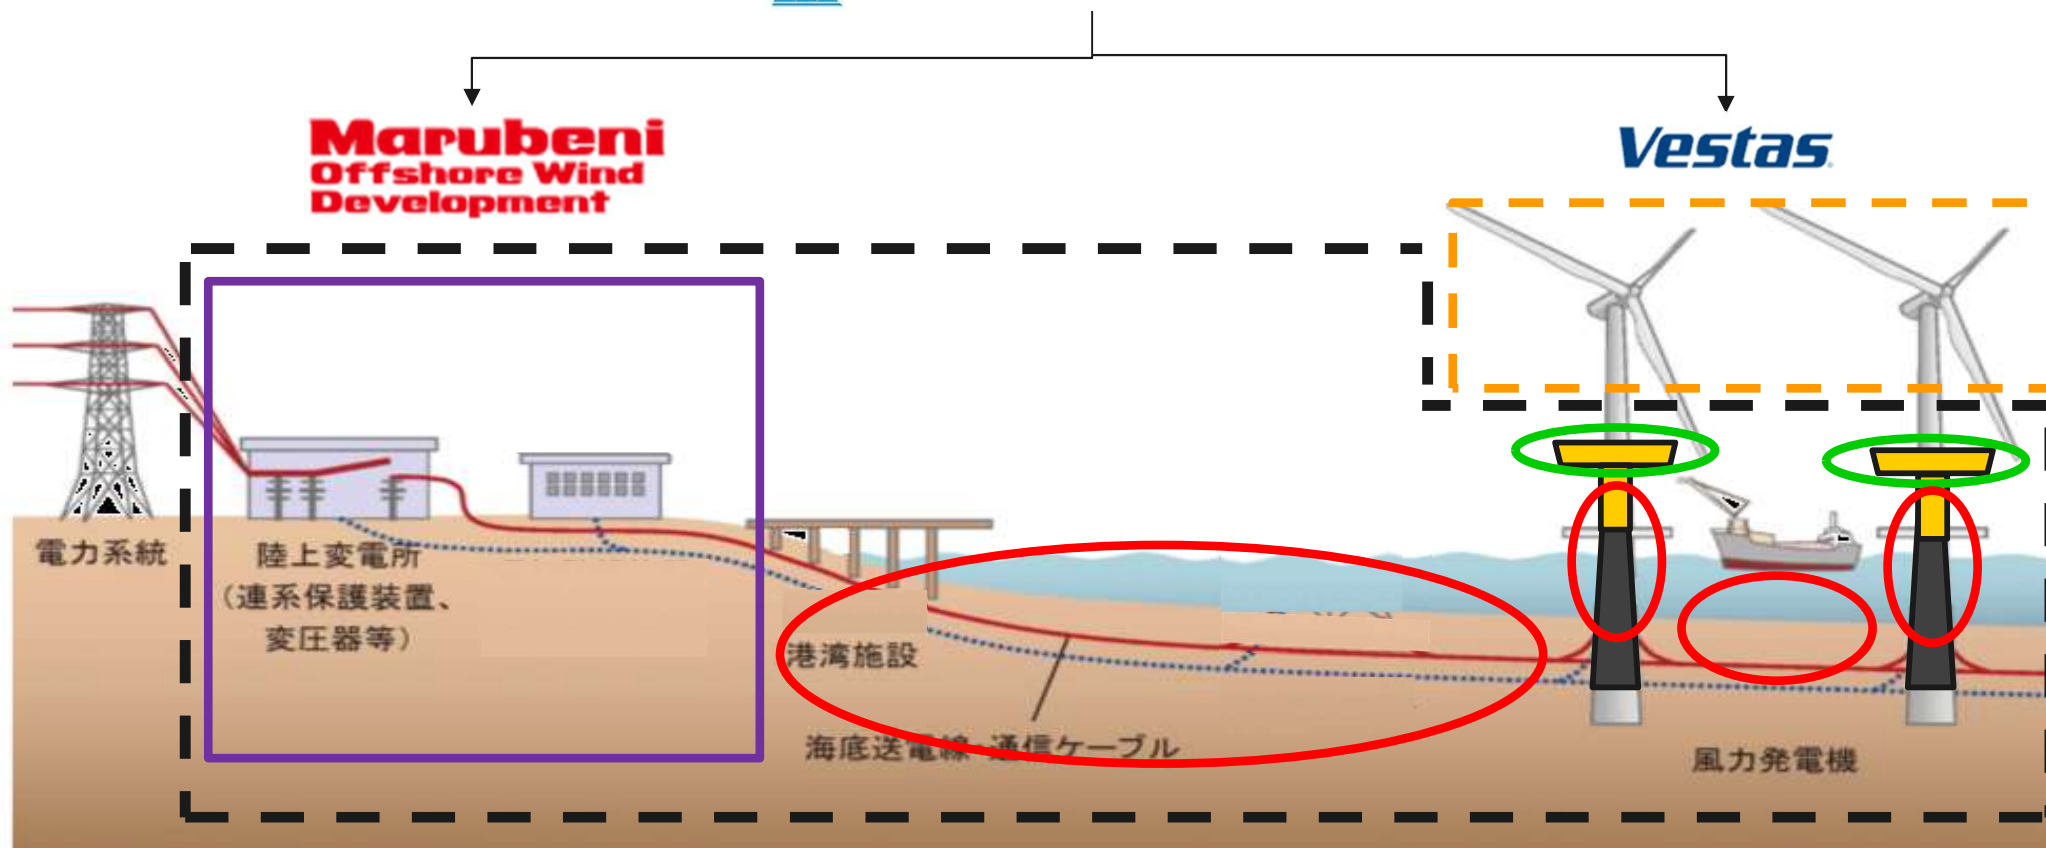 Marubeni
Offshore Wind
Development
Vestas
電力系統
陸上変電所
（連系保護装置、
変圧器等）
港湾施設
海底送電線・通信ケーブル
風力発電機